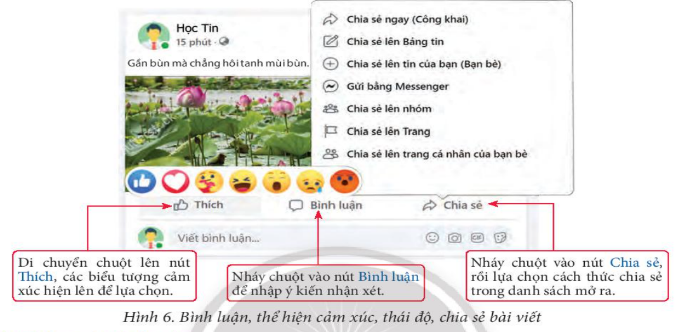 Học Tin
15 phút ·
Gần bùn mà chẳng hôi tanh mùi bùn.
Chia sẻ ngay (Công khai)
Chia sẻ lên Bảng tin
Chia sẻ lên tin của bạn (Bạn bè)
Gửi bằng Messenger
Chia sẻ lên nhóm
Chia sẻ lên Trang
Chia sẻ lên trang cá nhân của bạn bè
Thích
Bình luận
Chia sẻ
Viết bình luận...
GIF
Di chuyển chuột lên nút
Thích, các biểu tượng cảm
xúc hiện lên để lựa chọn.
Nháy chuột vào nút Bình luận
để nhập ý kiến nhận xét.
Nháy chuột vào nút Chia sẻ,
rồi lựa chọn cách thức chia sẻ
trong danh sách mở ra.
Hình 6. Bình luận, thể hiện cảm xúc, thái độ, chia sẻ bài viết